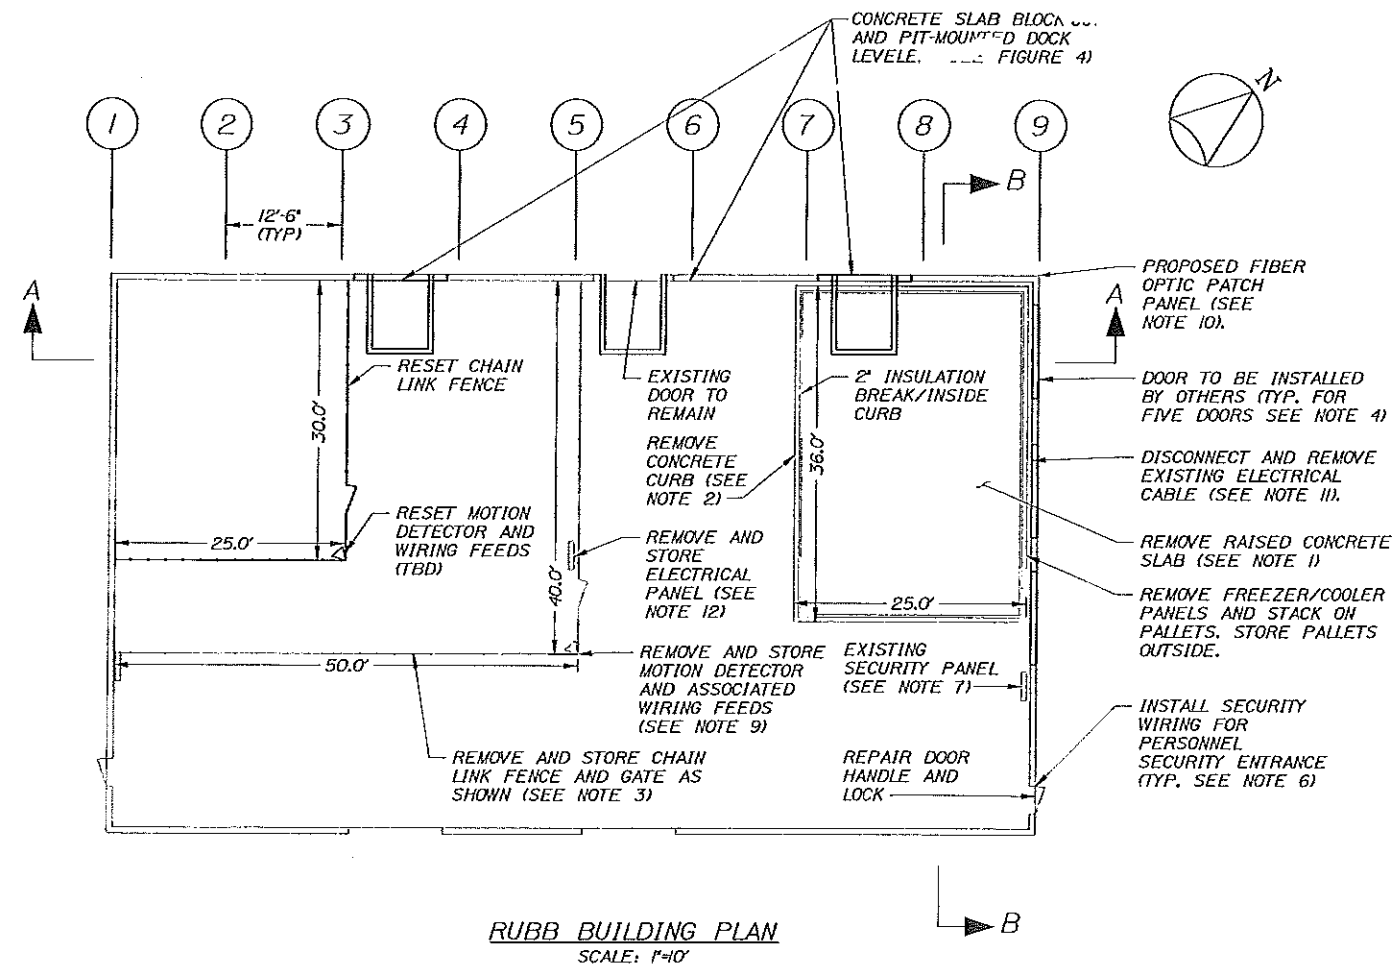 CONCRETE SLAB BLOCK
AND PIT-MOUNTED DOCK
FIGURE 4)
N
1 2 3 4 5 6 7 8 9
B
12'-6"
(TYP)
A
PROPOSED FIBER
OPTIC PATCH
PANEL (SEE
NOTE 10).
A
RESET CHAIN
LINK FENCE
30.0'
EXISTING
DOOR TO
REMAIN
2" INSULATION
BREAK/INSIDE
CURB
DOOR TO BE INSTALLED
BY OTHERS (TYP. FOR
FIVE DOORS SEE NOTE 4)
REMOVE
CONCRETE
CURB (SEE
NOTE 2)
36.0'
DISCONNECT AND REMOVE
EXISTING ELECTRICAL
CABLE (SEE NOTE 11).
RESET MOTION
DETECTOR AND
WIRING FEEDS
(TBD)
25.0'
REMOVE AND
STORE
ELECTRICAL
PANEL (SEE
NOTE 12)
40.0'
REMOVE RAISED CONCRETE
SLAB (SEE NOTE 1)
25.0'
REMOVE FREEZER/COOLER
PANELS AND STACK ON
PALLETS. STORE PALLETS
OUTSIDE.
50.0'
REMOVE AND STORE
MOTION DETECTOR
AND ASSOCIATED
WIRING FEEDS
(SEE NOTE 9)
EXISTING
SECURITY PANEL
(SEE NOTE 7)
INSTALL SECURITY
WIRING FOR
PERSONNEL
SECURITY ENTRANCE
(TYP. SEE NOTE 6)
REMOVE AND STORE CHAIN
LINK FENCE AND GATE AS
SHOWN (SEE NOTE 3)
REPAIR DOOR
HANDLE AND
LOCK
B
RUBB BUILDING PLAN
SCALE: 1"=10'